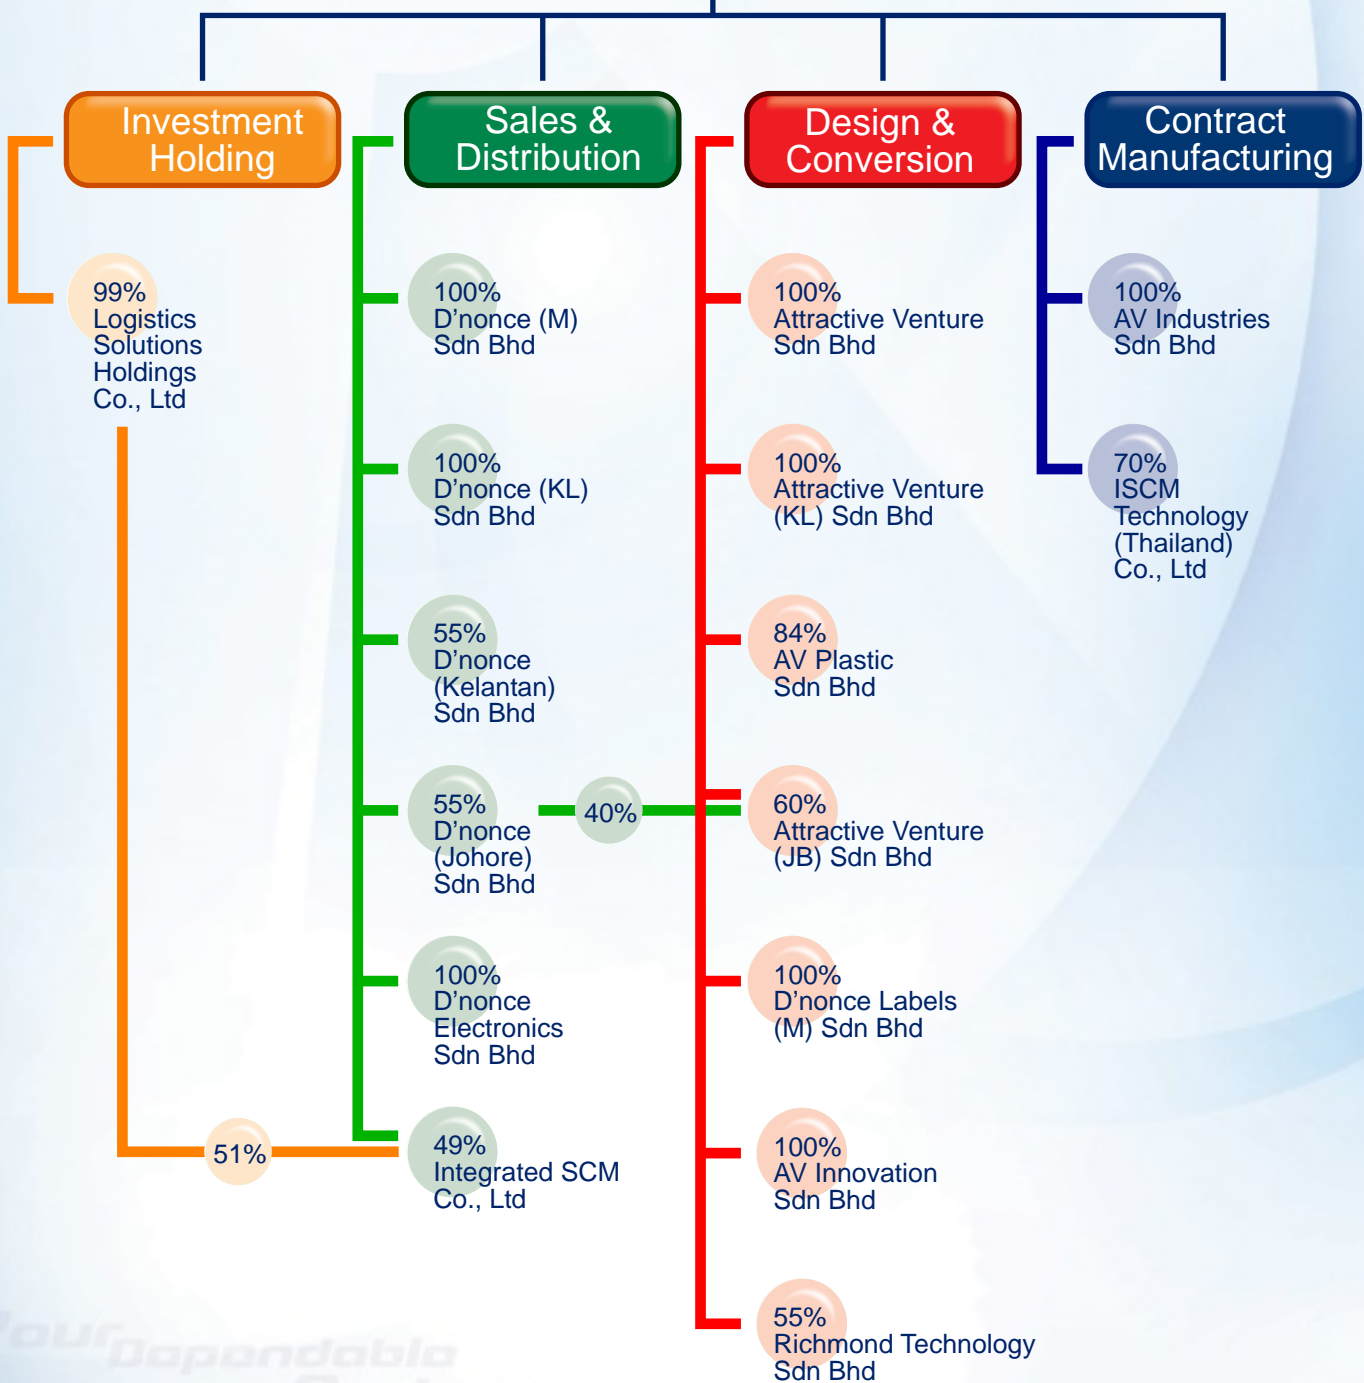 Investment
Holding
99%
Logistics
Solutions
Holdings
Co., Ltd
51%
Sales &
Distribution
100%
D'nonce (M)
Sdn Bhd
100%
D'nonce (KL)
Sdn Bhd
55%
D'nonce
(Kelantan)
Sdn Bhd
55%
D'nonce
(Johore)
Sdn Bhd
40%
100%
D'nonce
Electronics
Sdn Bhd
49%
Integrated SCM
Co., Ltd
Design &
Conversion
100%
Attractive Venture
Sdn Bhd
100%
Attractive Venture
(KL) Sdn Bhd
84%
AV Plastic
Sdn Bhd
60%
Attractive Venture
(JB) Sdn Bhd
100%
D'nonce Labels
(M) Sdn Bhd
100%
AV Innovation
Sdn Bhd
55%
Richmond Technology
Sdn Bhd
Contract
Manufacturing
100%
AV Industries
Sdn Bhd
70%
ISCM
Technology
(Thailand)
Co., Ltd
Your
Dependable